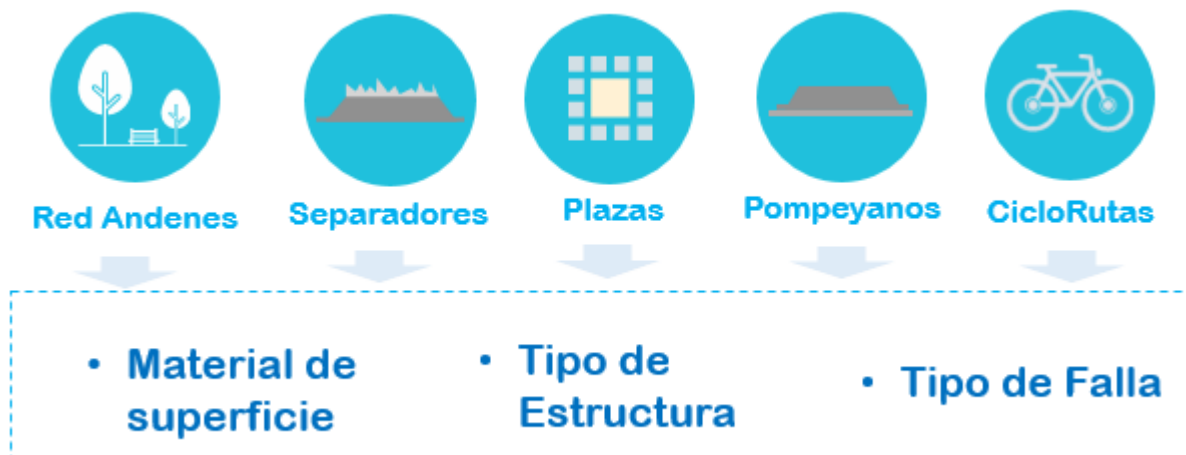 Red Andenes
Separadores
Plazas
Pompeyanos
CicloRutas
• Material de
superficie
• Tipo de
Estructura
• Tipo de Falla